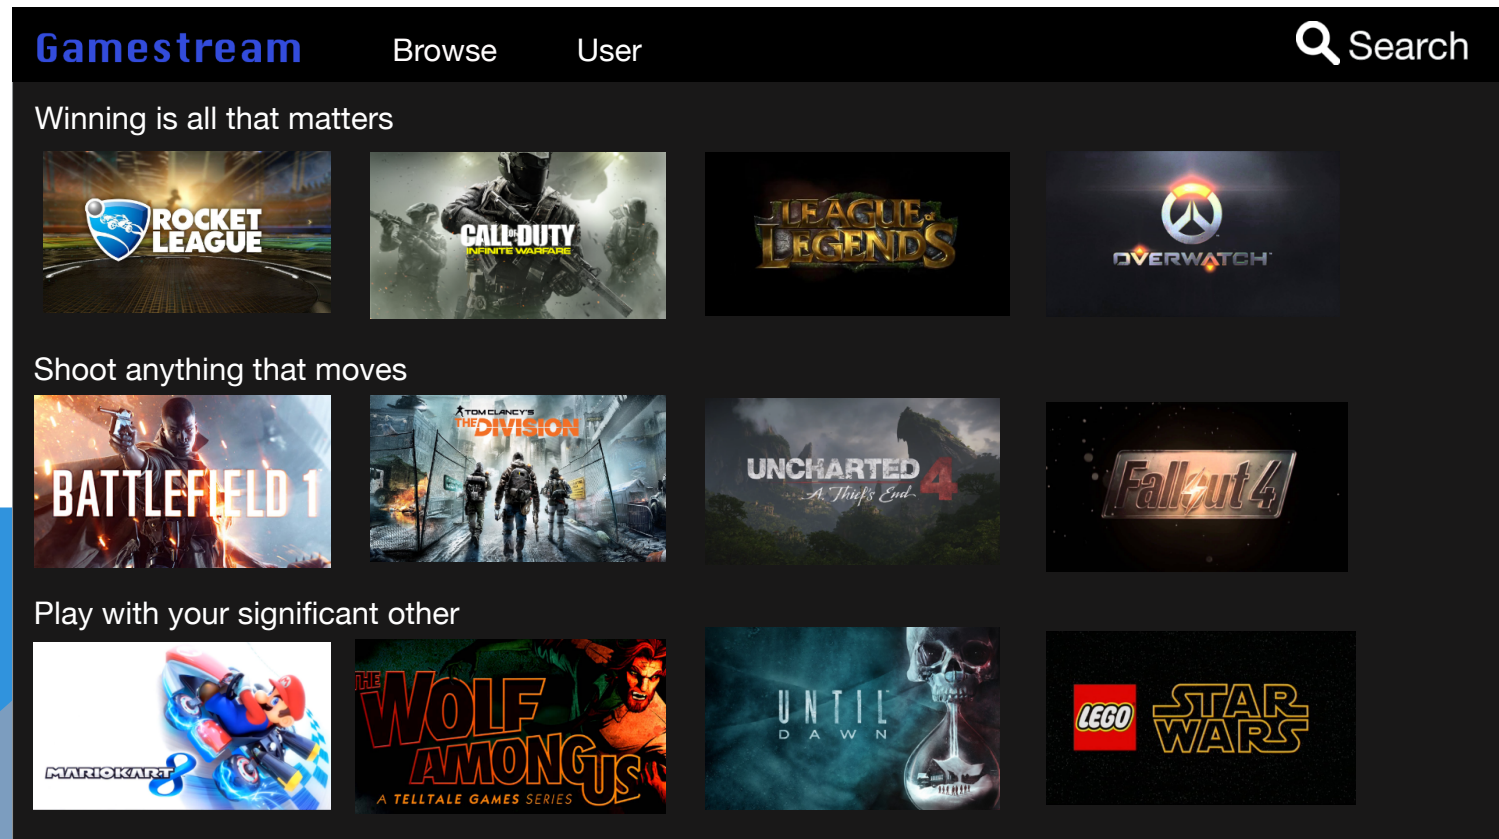 Gamestream Browse User Search
Winning is all that matters
ROCKET
LEAGUE
CALL OF DUTY
INFINITE WARFARE
LEAGUE of
LEGENDS
OVERWATCH
Shoot anything that moves
BATTLEFIELD 1
TOM CLANCY'S
THE DIVISION
UNCHARTED 4
A Thief's End
Fallout 4
Play with your significant other
MARIOKART 8
THE
WOLF
AMONG US
A TELLTALE GAMES SERIES
UNTIL
DAWN
LEGO STAR
WARS